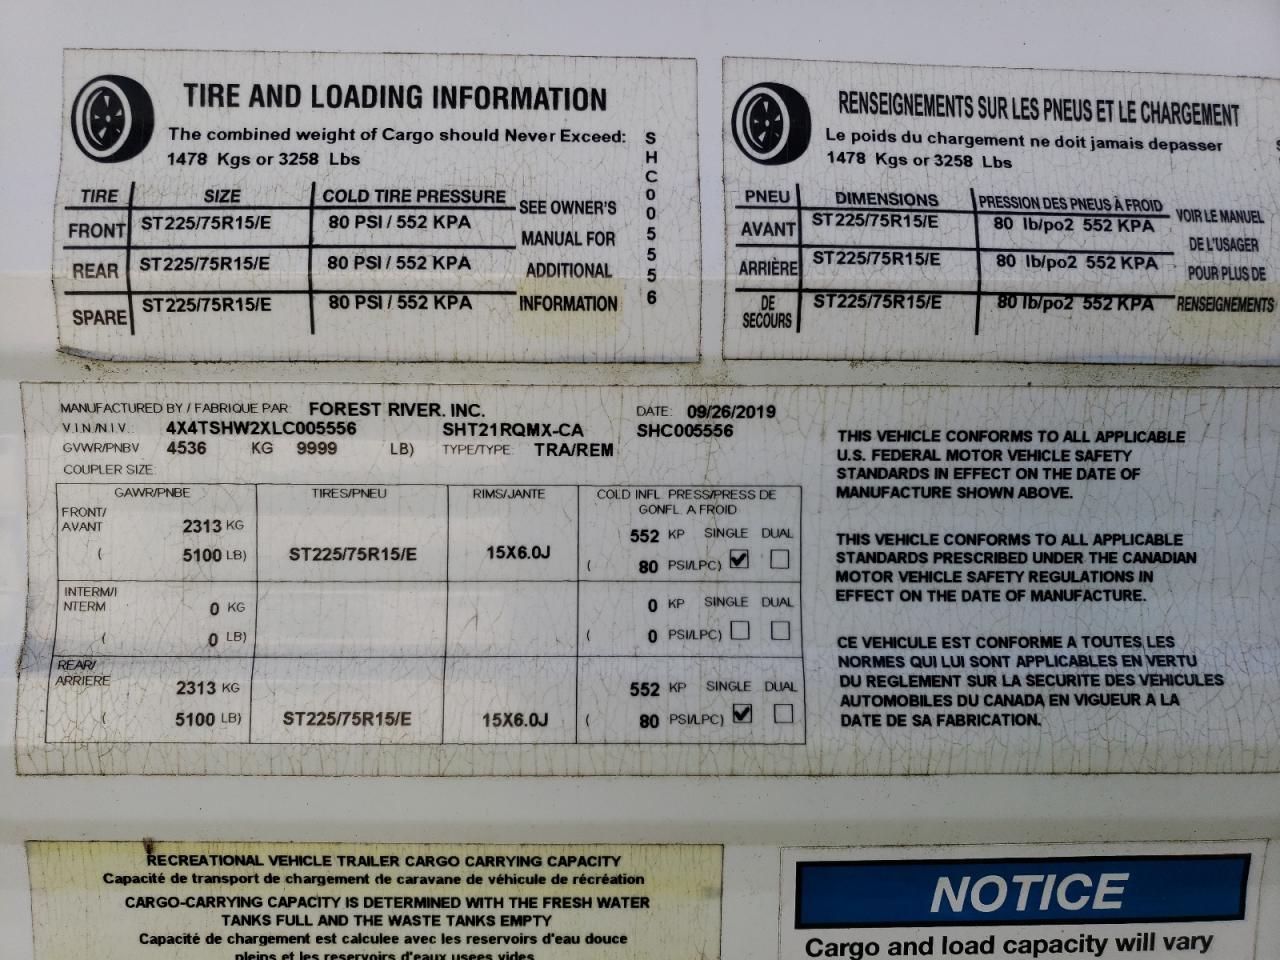 TIRE AND LOADING INFORMATION
The combined weight of Cargo should Never Exceed:
1478 Kgs or 3258 Lbs
TIRE SIZE COLD TIRE PRESSURE
FRONT ST225/75R15/E 80 PSI / 552 KPA
REAR ST225/75R15/E 80 PSI / 552 KPA
SPARE ST225/75R15/E 80 PSI / 552 KPA
SEE OWNER'S
MANUAL FOR
ADDITIONAL
INFORMATION
SHC005556
RENSEIGNEMENTS SUR LES PNEUS ET LE CHARGEMENT
Le poids du chargement ne doit jamais depasser
1478 Kgs or 3258 Lbs
PNEU DIMENSIONS PRESSION DES PNEUS À FROID
AVANT ST225/75R15/E 80 lb/po2 552 KPA
ARRIÈRE ST225/75R15/E 80 lb/po2 552 KPA
DE SECOURS ST225/75R15/E 80 lb/po2 552 KPA
VOIR LE MANUEL
DE L'USAGER
POUR PLUS DE
RENSEIGNEMENTS
MANUFACTURED BY / FABRIQUE PAR: FOREST RIVER. INC. DATE: 09/26/2019
V.I.N./N.I.V.: 4X4TSHW2XLC005556 SHT21RQMX-CA SHC005556
GVWR/PNBV 4536 KG 9999 LB) TYPE/TYPE: TRA/REM
COUPLER SIZE:
GAWR/PNBE TIRES/PNEU RIMS/JANTE COLD INFL PRESS/PRESS DE
GONFL. A FROID
FRONT/
AVANT 2313 KG 552 KP SINGLE DUAL
( 5100 LB) ST225/75R15/E 15X6.0J ( 80 PSI/LPC)
INTERM/I
NTERM 0 KG 0 KP SINGLE DUAL
( 0 LB) ( 0 PSI/LPC)
REAR/
ARRIERE 2313 KG 552 KP SINGLE DUAL
( 5100 LB) ST225/75R15/E 15X6.0J ( 80 PSI/LPC)
THIS VEHICLE CONFORMS TO ALL APPLICABLE
U.S. FEDERAL MOTOR VEHICLE SAFETY
STANDARDS IN EFFECT ON THE DATE OF
MANUFACTURE SHOWN ABOVE.
THIS VEHICLE CONFORMS TO ALL APPLICABLE
STANDARDS PRESCRIBED UNDER THE CANADIAN
MOTOR VEHICLE SAFETY REGULATIONS IN
EFFECT ON THE DATE OF MANUFACTURE.
CE VEHICULE EST CONFORME A TOUTES LES
NORMES QUI LUI SONT APPLICABLES EN VERTU
DU REGLEMENT SUR LA SECURITE DES VEHICULES
AUTOMOBILES DU CANADA EN VIGUEUR A LA
DATE DE SA FABRICATION.
RECREATIONAL VEHICLE TRAILER CARGO CARRYING CAPACITY
Capacité de transport de chargement de caravane de véhicule de récréation
CARGO-CARRYING CAPACITY IS DETERMINED WITH THE FRESH WATER
TANKS FULL AND THE WASTE TANKS EMPTY
Capacité de chargement est calculee avec les reservoirs d'eau douce
pleins et les reservoirs d'eaux usees vides
NOTICE
Cargo and load capacity will vary